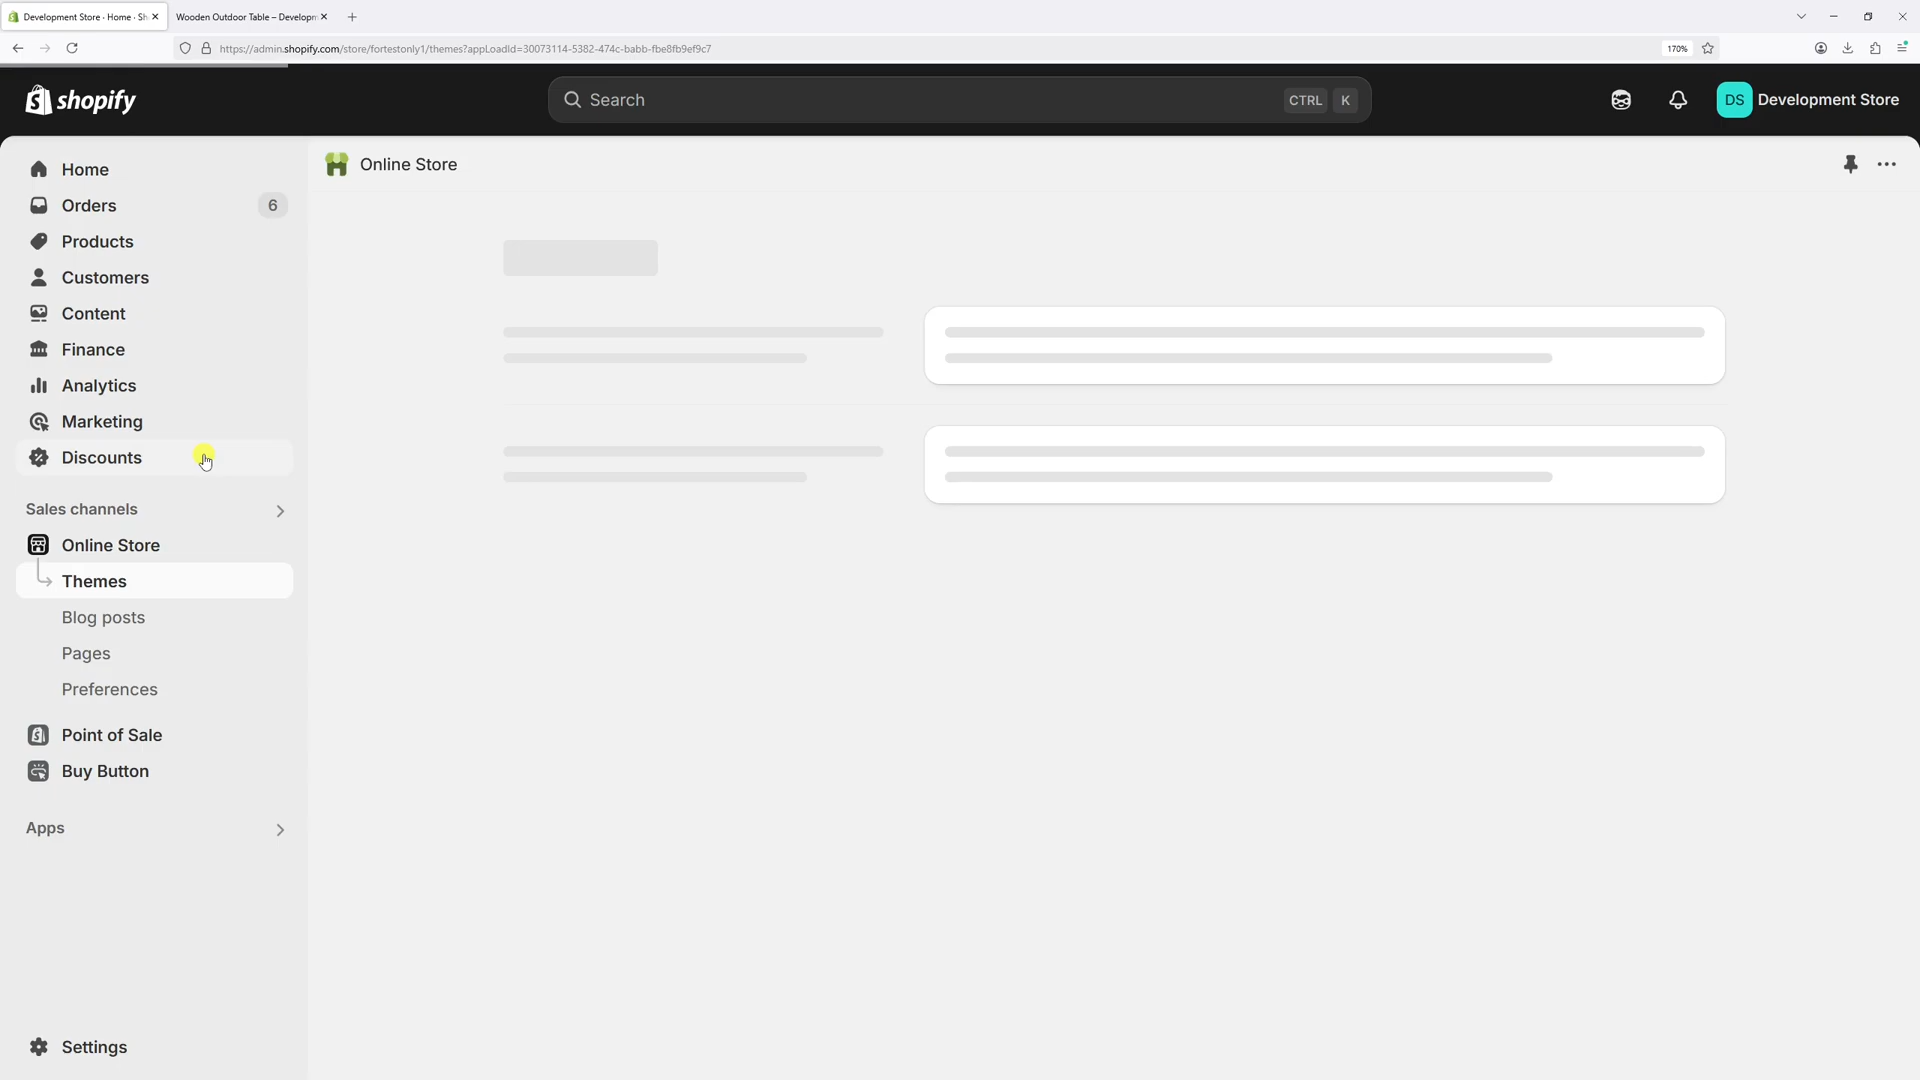 Development Store · Home · Sh
Wooden Outdoor Table – Developm
https://admin.shopify.com/store/fortestonly1/themes?appLoadId=30073114-5382-474c-babb-fbe8fb9ef9c7
170%
shopify
Search
CTRL K
DS Development Store
Home
Orders 6
Products
Customers
Content
Finance
Analytics
Marketing
Discounts
Sales channels
Online Store
Themes
Blog posts
Pages
Preferences
Point of Sale
Buy Button
Apps
Settings
Online Store